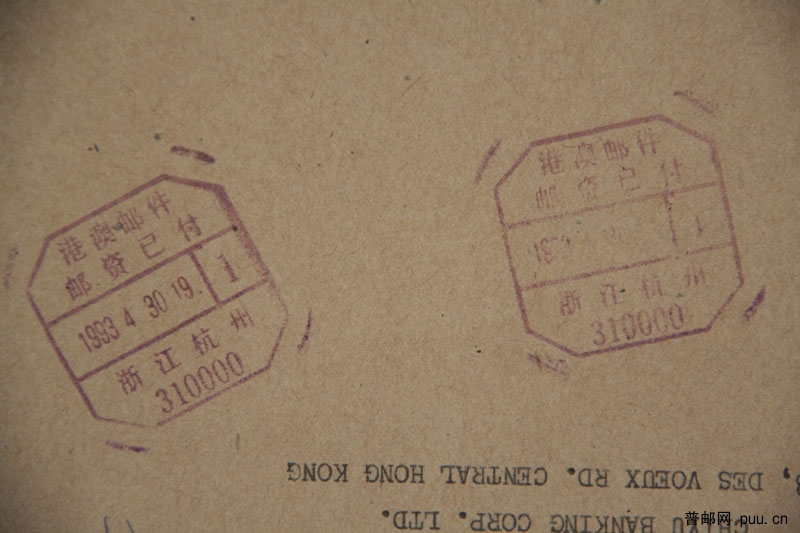 港澳邮件
邮资已付
1993 4 30 19. 1
浙江杭州
310000
港澳邮件
邮资已付
1
浙江杭州
310000
CHIYU BANKING CORP. LTD.
, DES VOEUX RD. CENTRAL HONG KONG
普邮网 puu.cn